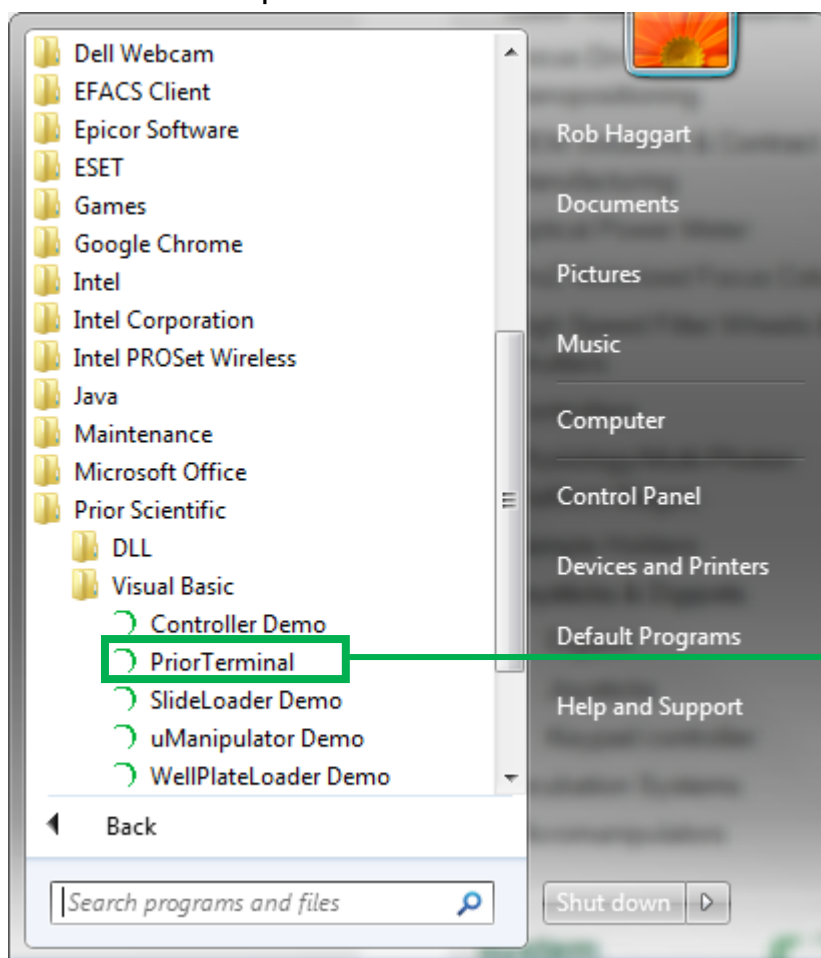 Dell Webcam
EFACS Client
Epicor Software
ESET
Games
Google Chrome
Intel
Intel Corporation
Intel PROSet Wireless
Java
Maintenance
Microsoft Office
Prior Scientific
DLL
Visual Basic
Controller Demo
PriorTerminal
SlideLoader Demo
uManipulator Demo
WellPlateLoader Demo
Back
Search programs and files
Rob Haggart
Documents
Pictures
Music
Computer
Control Panel
Devices and Printers
Default Programs
Help and Support
Shut down